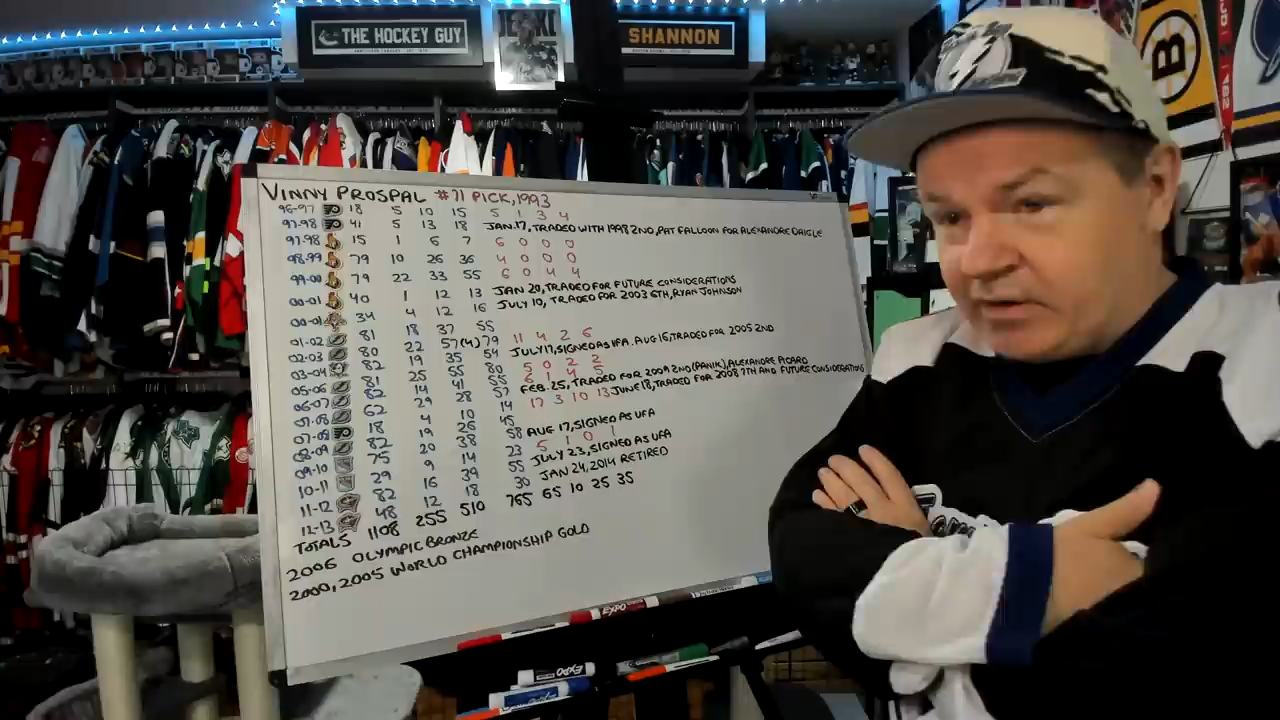 THE HOCKEY GUY
SHANNON
VINNY PROSPAL #71 PICK, 1993
96-97 18 5 10 15 5 1 3 4
97-98 41 5 13 18 JAN.17, TRADED WITH 1998 2ND, PAT FALLOON FOR ALEXANDRE DAIGLE
97-98 15 1 6 7 6 0 0 0
98-99 79 10 26 36 4 0 0 0
99-00 79 22 33 55 6 0 4 4
00-01 40 1 12 13 JAN 20, TRADED FOR FUTURE CONSIDERATIONS
00-01 34 4 12 16 JULY 10, TRADED FOR 2003 6TH, RYAN JOHNSON
01-02 81 18 37 55
02-03 80 22 57(4) 79 11 4 2 6
03-04 82 19 35 54 JULY 17, SIGNED AS UFA. AUG 16, TRADED FOR 2005 2ND
05-06 81 25 55 80 5 0 2 2
06-07 82 14 41 55 6 1 4 5
07-08 62 29 28 57 FEB. 25, TRADED FOR 2009 2ND (PANIK), ALEXANDRE PICARD
07-08 18 4 10 14 17 3 10 13 JUNE 18, TRADED FOR 2008 7TH AND FUTURE CONSIDERATIONS
08-09 82 19 26 45
09-10 75 20 38 58 AUG 17, SIGNED AS UFA
10-11 29 9 14 23 5 1 0 1
11-12 82 16 39 55 JULY 23, SIGNED AS UFA
12-13 48 12 18 30 JAN 24, 2014 RETIRED
TOTALS 1108 255 510 765 65 10 25 35
2006 OLYMPIC BRONZE
2000, 2005 WORLD CHAMPIONSHIP GOLD
EXPO
EXPO
B